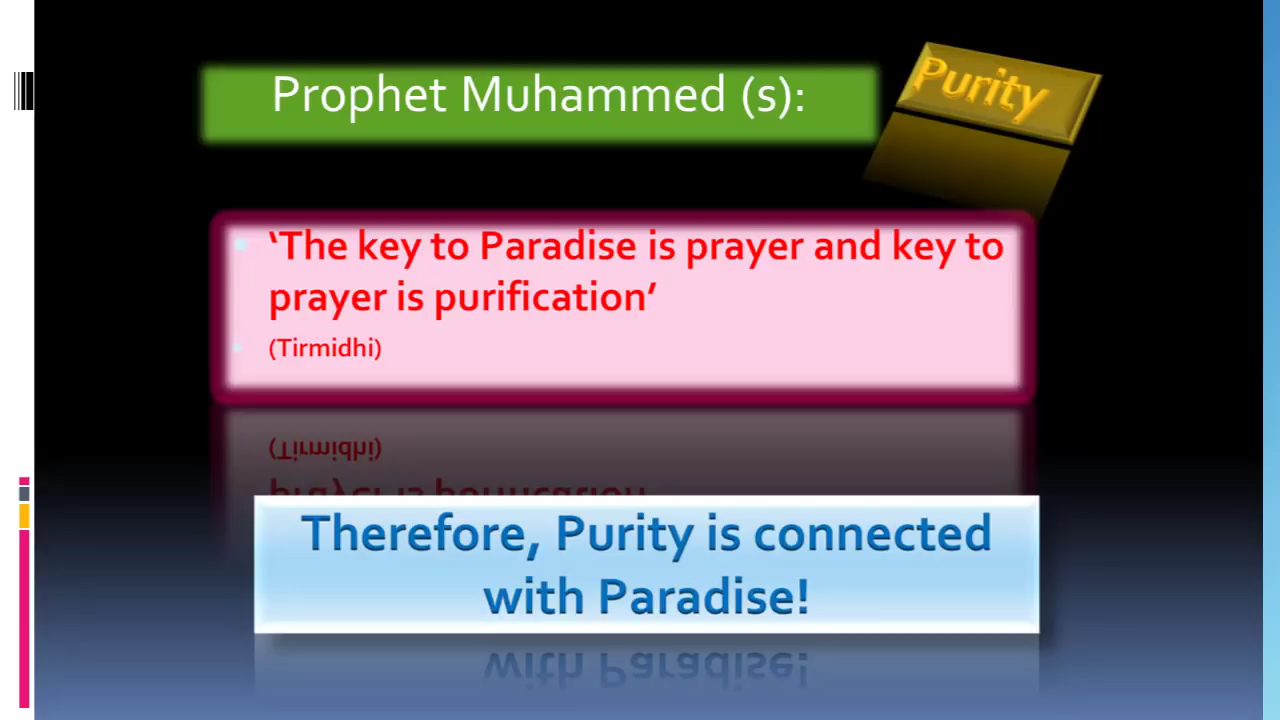 Prophet Muhammed (s):
Purity
‘The key to Paradise is prayer and key to
prayer is purification’
(Tirmidhi)
Therefore, Purity is connected
with Paradise!